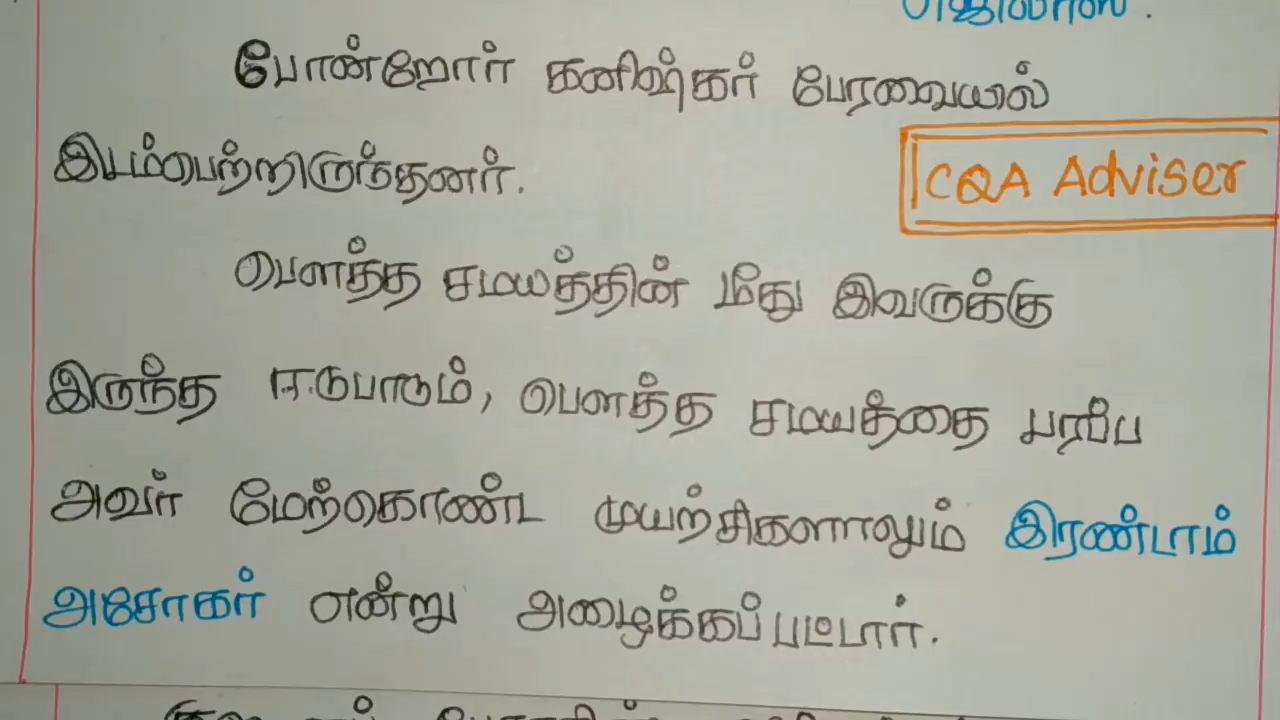 போன்றோர் கனிஷ்கர் பேரவையில்
இடம்பெற்றிருந்தனர்.
CQA Adviser
பௌத்த சமயத்தின் மீது இவருக்கு
இருந்த ஈடுபாடும், பௌத்த சமயத்தை பரப்ப
அவர் மேற்கொண்ட முயற்சிகளாலும் இரண்டாம்
அசோகர் என்று அழைக்கப்பட்டார்.